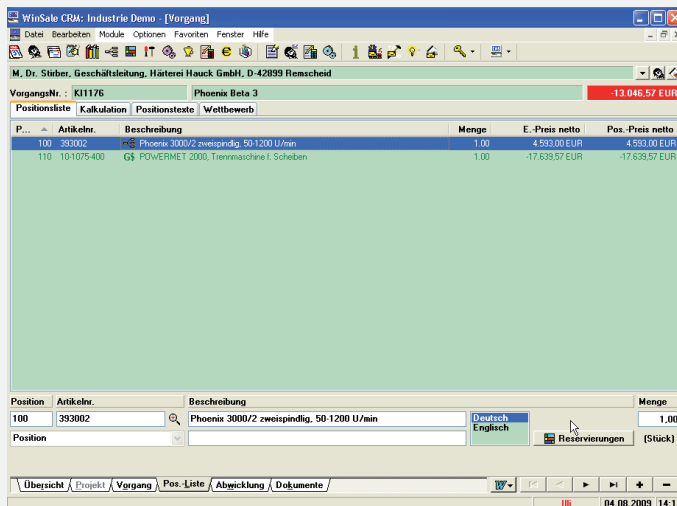 WinSale CRM: Industrie Demo - [Vorgang]
Datei Bearbeiten Module Optionen Favoriten Fenster Hilfe
M. Dr. Stirber, Geschäftsleitung, Härterei Hauck GmbH, D-42899 Remscheid
VorgangsNr. : KI1176 Phoenix Beta 3 -13.046,57 EUR
Positionsliste Kalkulation Positionstexte Wettbewerb
P... Artikelnr. Beschreibung Menge E.-Preis netto Pos.-Preis netto
100 393002 Phoenix 3000/2 zweispindlig, 50-1200 U/min 1.00 4.593,00 EUR 4.593,00 EUR
110 10-1075-400 G$ POWERMET 2000, Trennmaschine f. Scheiben 1.00 -17.639,57 EUR -17.639,57 EUR
Position Artikelnr. Beschreibung Menge
100 393002 Phoenix 3000/2 zweispindlig, 50-1200 U/min Deutsch 1,00
Englisch
Position Reservierungen (Stück)
Übersicht Projekt Vorgang Pos.-Liste Abwicklung Dokumente
Uli 04.08.2009 14:1